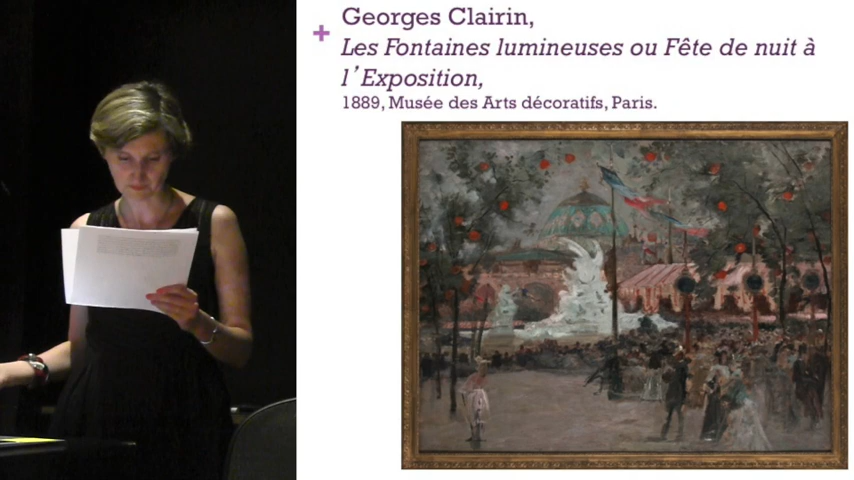 + Georges Clairin,
Les Fontaines lumineuses ou Fête de nuit à
l’Exposition,
1889, Musée des Arts décoratifs, Paris.